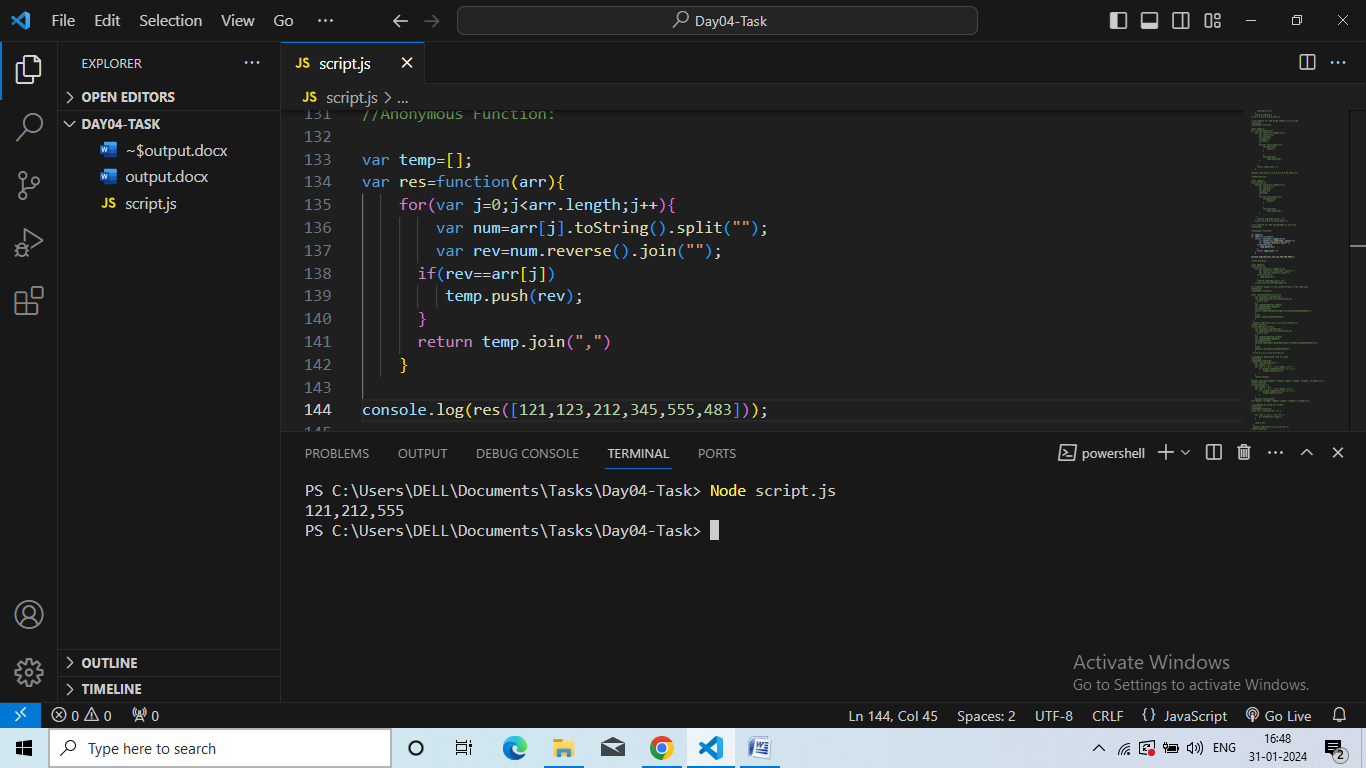 File Edit Selection View Go ...
Day04-Task
EXPLORER ...
OPEN EDITORS
DAY04-TASK
~$output.docx
output.docx
JS script.js
JS script.js
JS script.js > ...
131 //Anonymous Function:
132
133 var temp=[];
134 var res=function(arr){
135 for(var j=0;j<arr.length;j++){
136 var num=arr[j].toString().split("");
137 var rev=num.reverse().join("");
138 if(rev==arr[j])
139 temp.push(rev);
140 }
141 return temp.join(",")
142 }
143
144 console.log(res([121,123,212,345,555,483]));
145
PROBLEMS OUTPUT DEBUG CONSOLE TERMINAL PORTS powershell
PS C:\Users\DELL\Documents\Tasks\Day04-Task> Node script.js
121,212,555
PS C:\Users\DELL\Documents\Tasks\Day04-Task>
OUTLINE
TIMELINE
Activate Windows
Go to Settings to activate Windows.
0 0 0 Ln 144, Col 45 Spaces: 2 UTF-8 CRLF {} JavaScript Go Live
Type here to search
ENG
16:48
31-01-2024
2